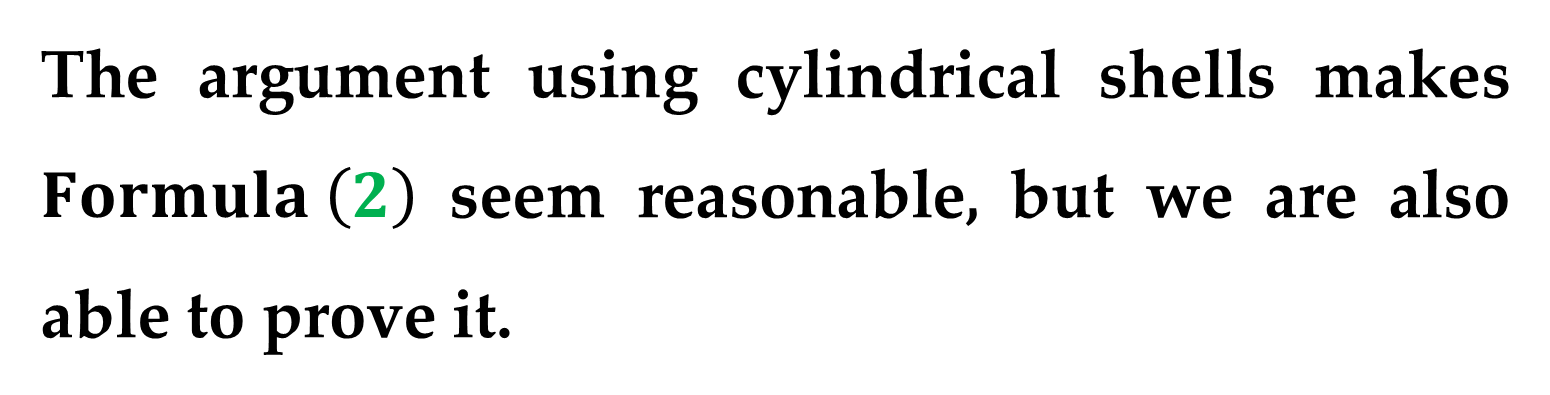 The argument using cylindrical shells makes
Formula (2) seem reasonable, but we are also
able to prove it.